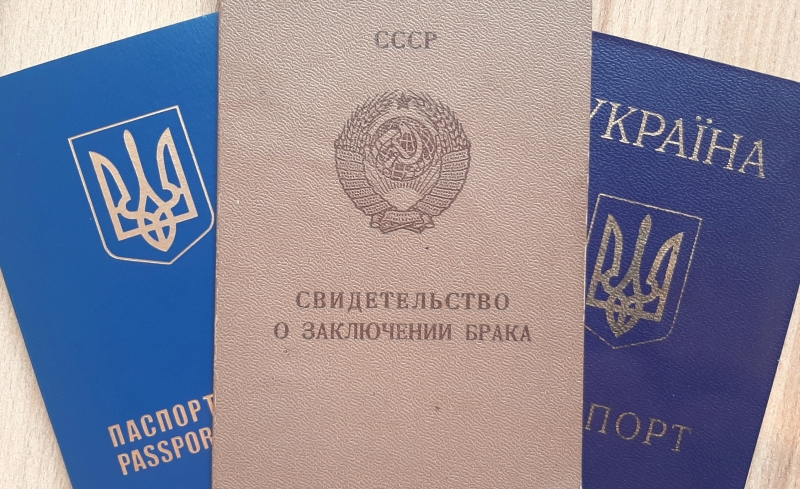 ПАСПОРТ
PASSPOR
СССР
СВИДЕТЕЛЬСТВО
О ЗАКЛЮЧЕНИИ БРАКА
УКРАЇНА
ПОРТ